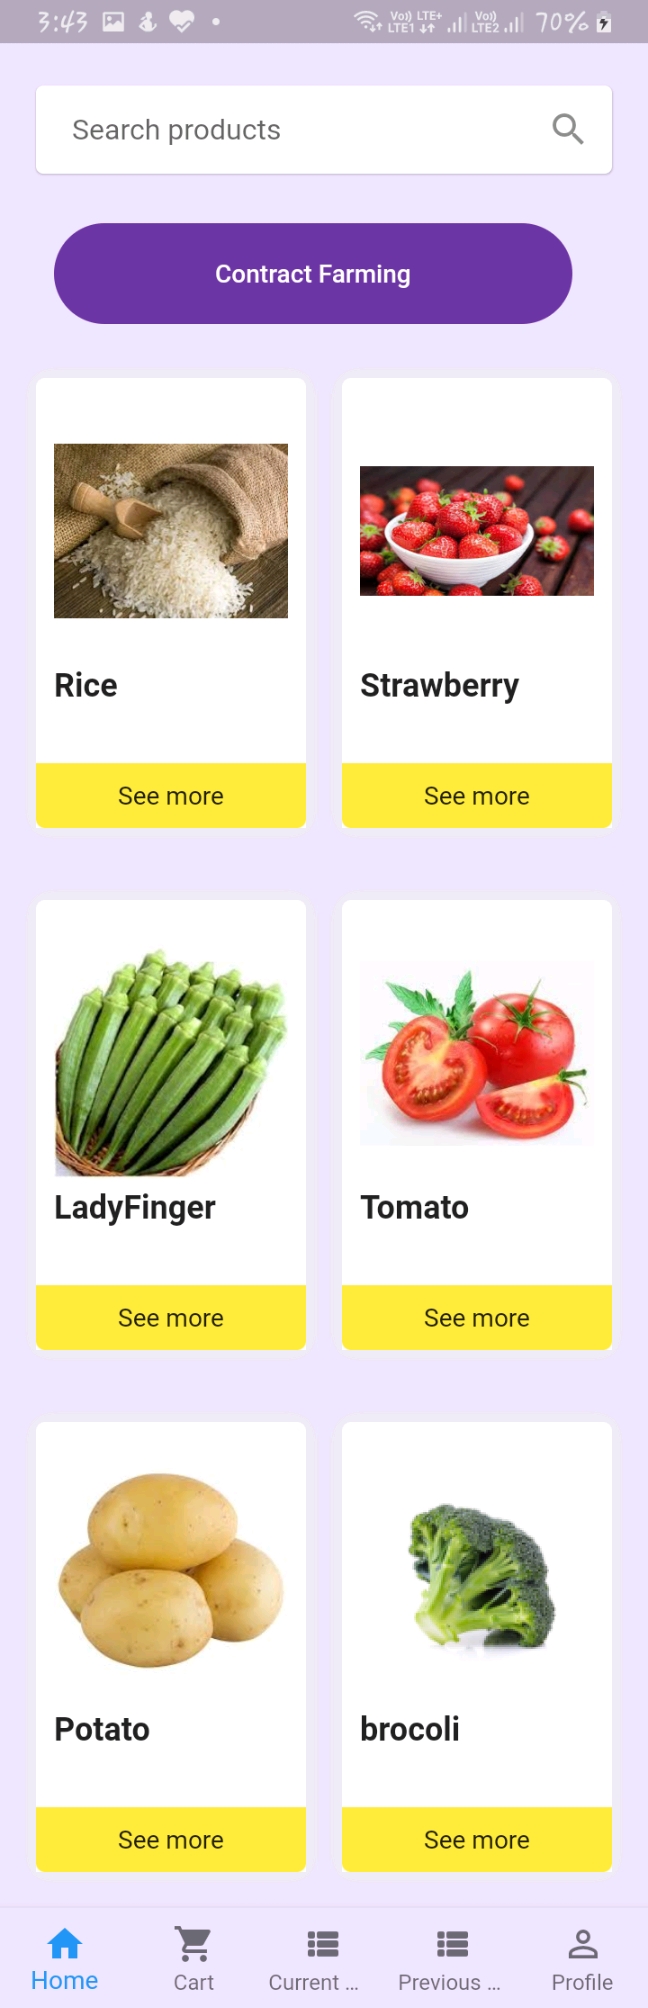 3:43 Vo) LTE+ Vo) 70%
LTE1 LTE2
Search products
Contract Farming
Rice
Strawberry
See more
See more
LadyFinger
Tomato
See more
See more
Potato
brocoli
See more
See more
Home Cart Current ... Previous ... Profile